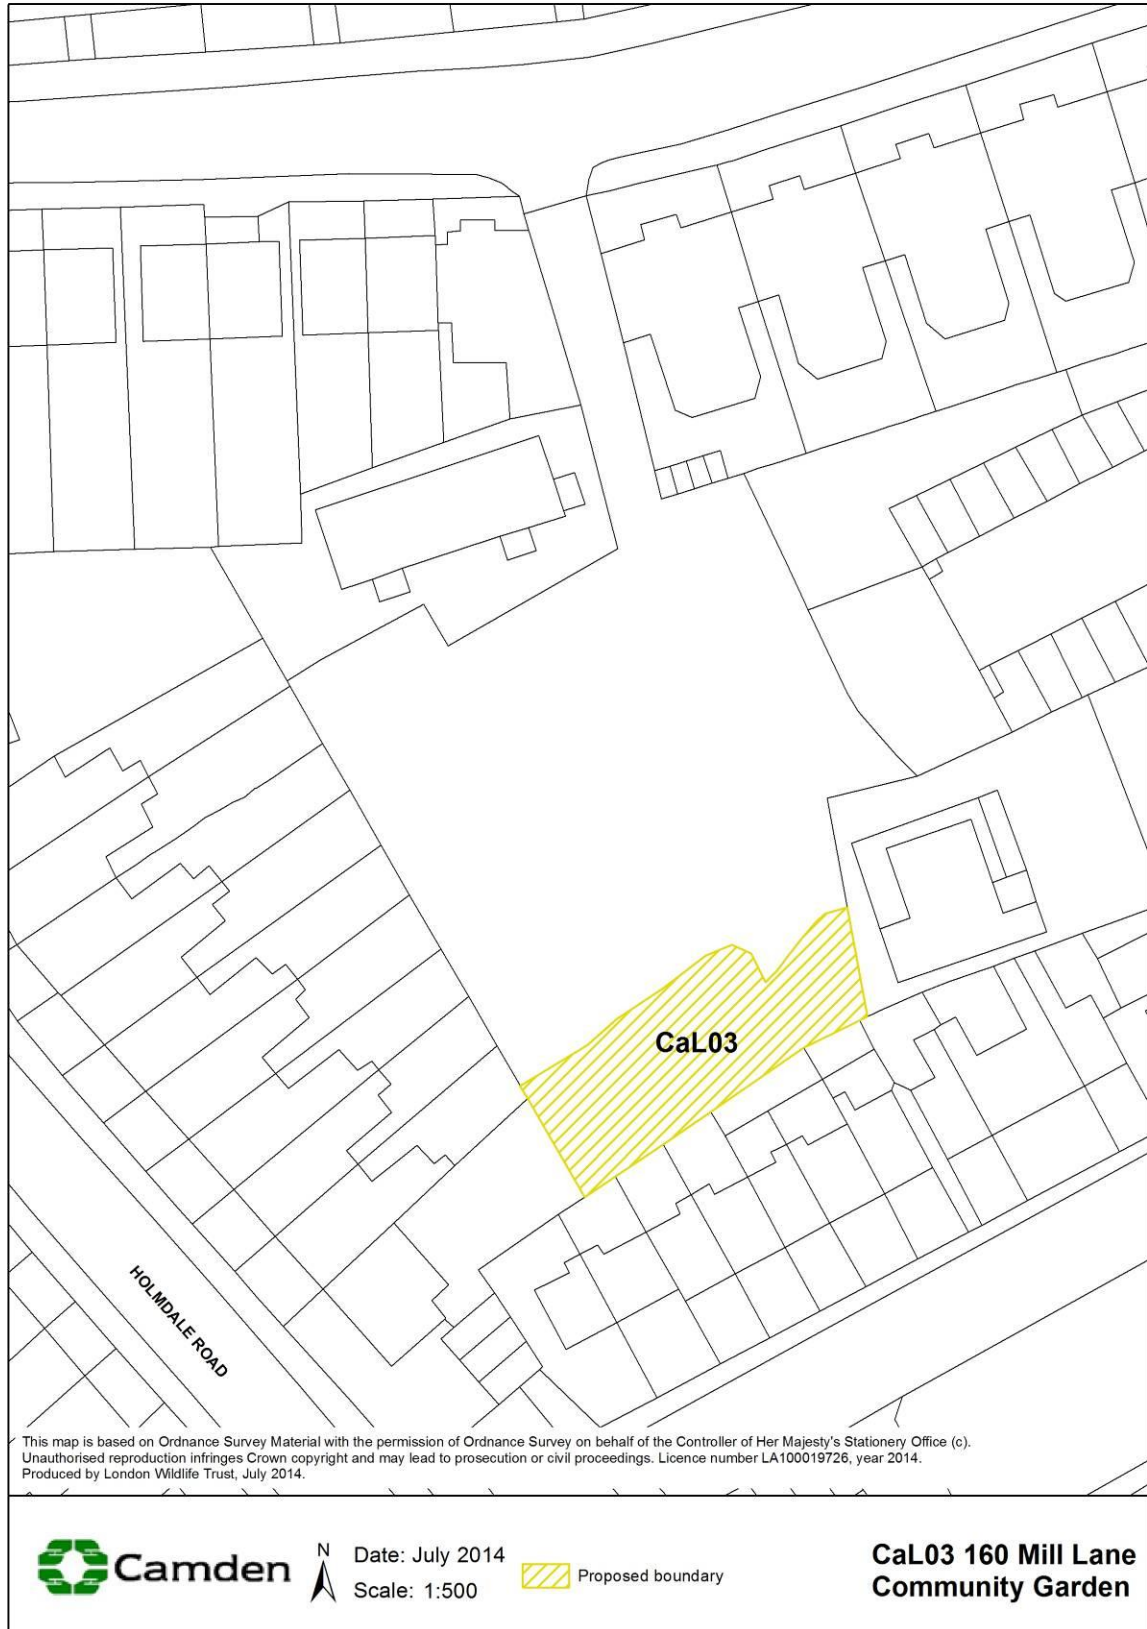 CaL03
HOLMDALE ROAD
This map is based on Ordnance Survey Material with the permission of Ordnance Survey on behalf of the Controller of Her Majesty's Stationery Office (c).
Unauthorised reproduction infringes Crown copyright and may lead to prosecution or civil proceedings. Licence number LA100019726, year 2014.
Produced by London Wildlife Trust, July 2014.
Camden
N
Date: July 2014
Scale: 1:500
Proposed boundary
CaL03 160 Mill Lane
Community Garden